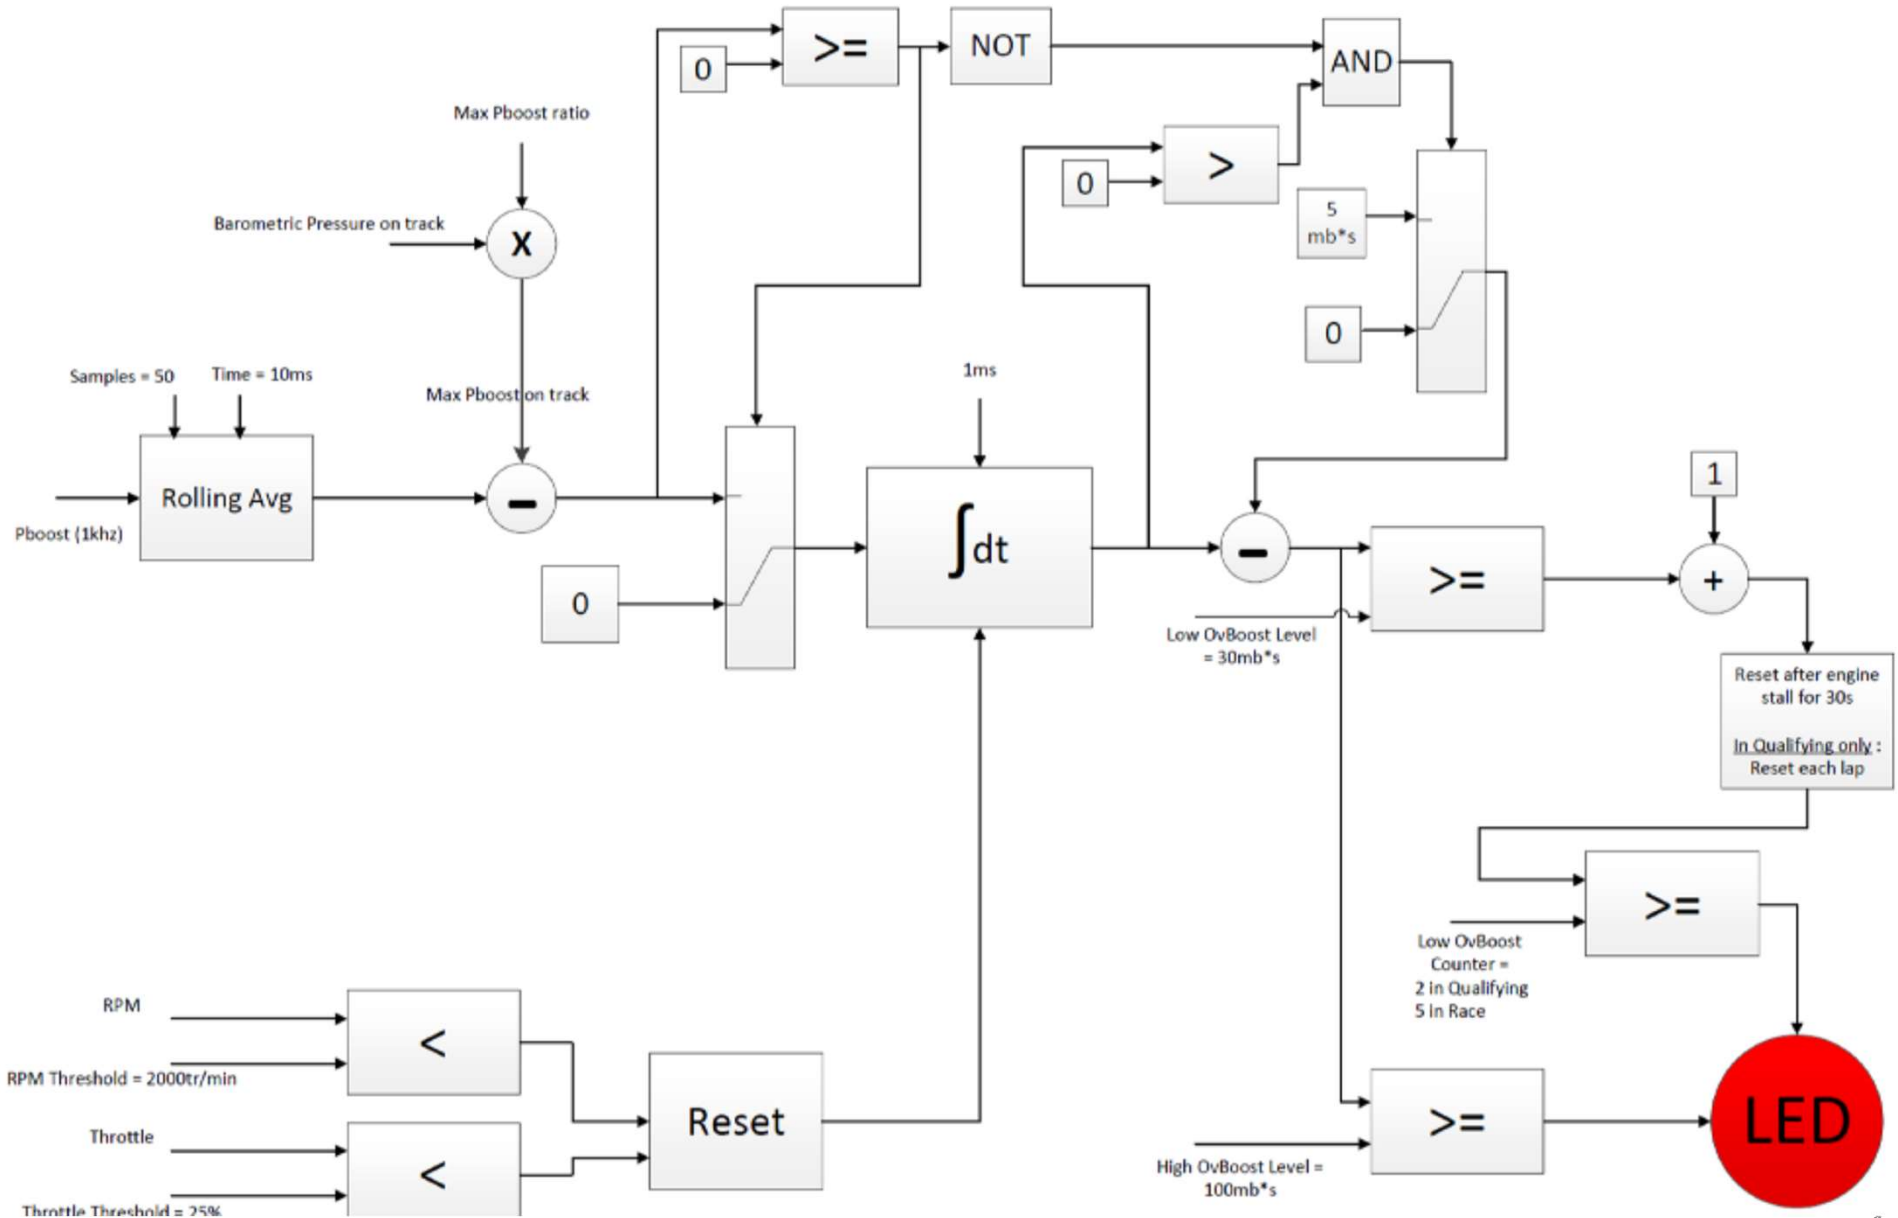 >=
NOT
AND
0
Max Pboost ratio
>
0
5
mb*s
Barometric Pressure on track
X
0
Samples = 50
Time = 10ms
1ms
Max Pboost on track
Rolling Avg
-
Pboost (1khz)
1
∫dt
-
>=
+
0
Low OvBoost Level
= 30mb*s
Reset after engine
stall for 30s
In Qualifying only :
Reset each lap
>=
Low OvBoost
Counter =
2 in Qualifying
5 in Race
RPM
<
RPM Threshold = 2000tr/min
Reset
Throttle
<
Throttle Threshold = 25%
>=
LED
High OvBoost Level =
100mb*s